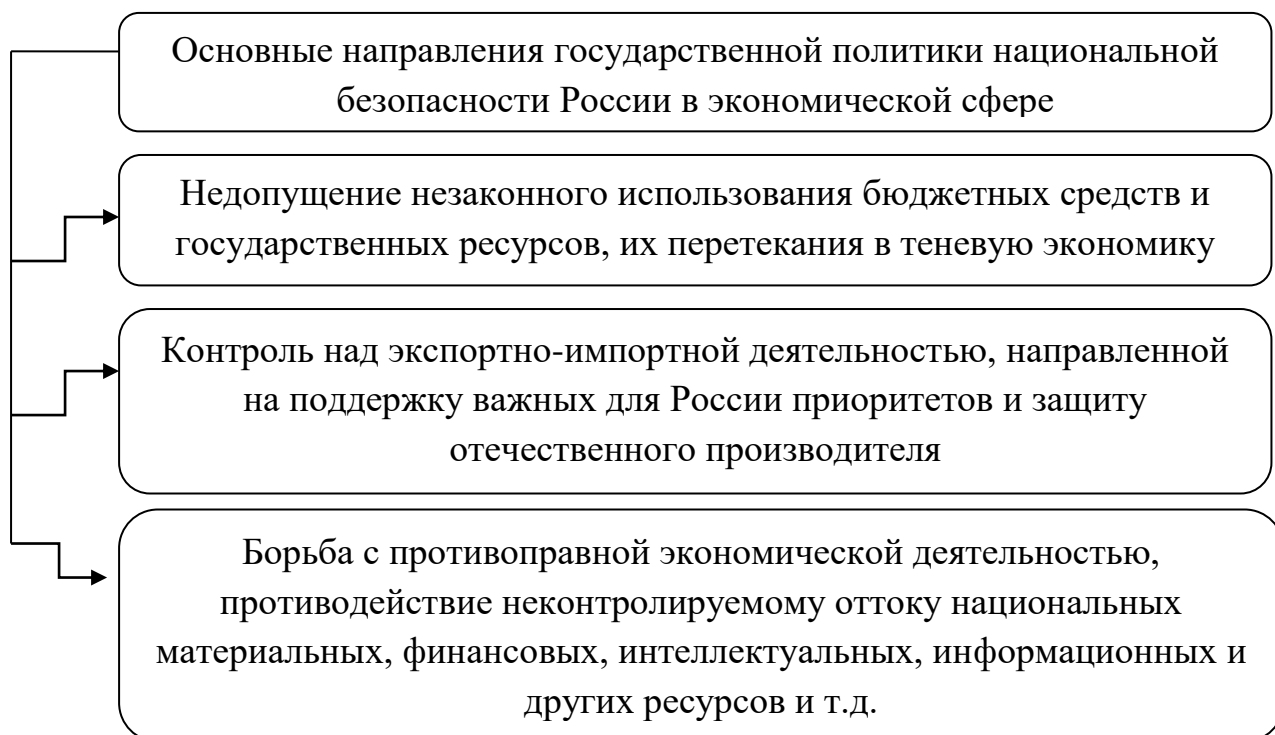 Основные направления государственной политики национальной
безопасности России в экономической сфере
Недопущение незаконного использования бюджетных средств и
государственных ресурсов, их перетекания в теневую экономику
Контроль над экспортно-импортной деятельностью, направленной
на поддержку важных для России приоритетов и защиту
отечественного производителя
Борьба с противоправной экономической деятельностью,
противодействие неконтролируемому оттоку национальных
материальных, финансовых, интеллектуальных, информационных и
других ресурсов и т.д.